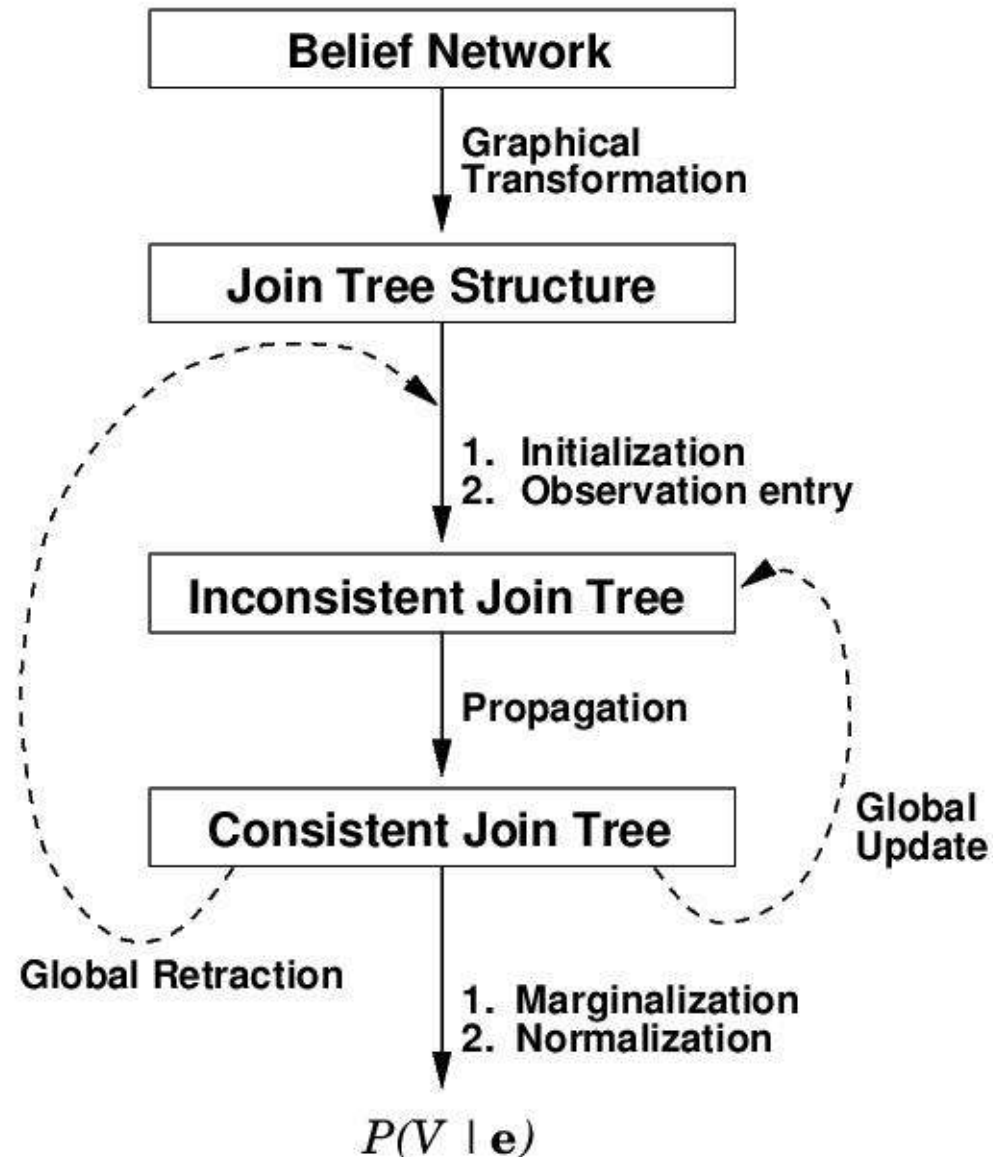 Belief Network
Graphical
Transformation
Join Tree Structure
1. Initialization
2. Observation entry
Inconsistent Join Tree
Propagation
Consistent Join Tree
Global
Update
Global Retraction
1. Marginalization
2. Normalization
P(V | e)